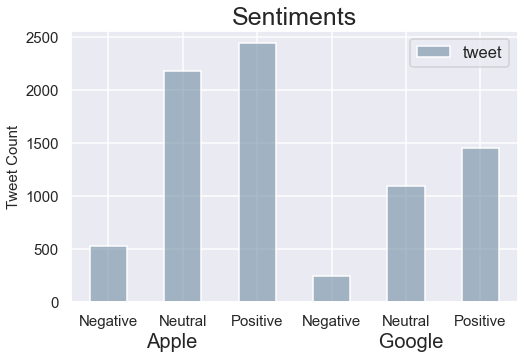 Sentiments
tweet
Tweet Count
2500
2000
1500
1000
500
0
Negative Neutral Positive Negative Neutral Positive
Apple Google